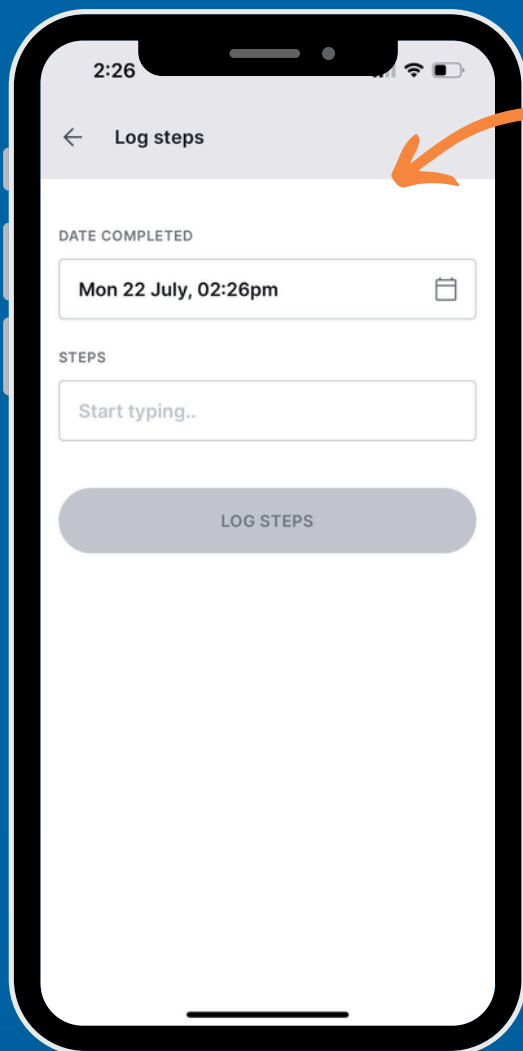 2:26
Log steps
DATE COMPLETED
Mon 22 July, 02:26pm
STEPS
Start typing..
LOG STEPS